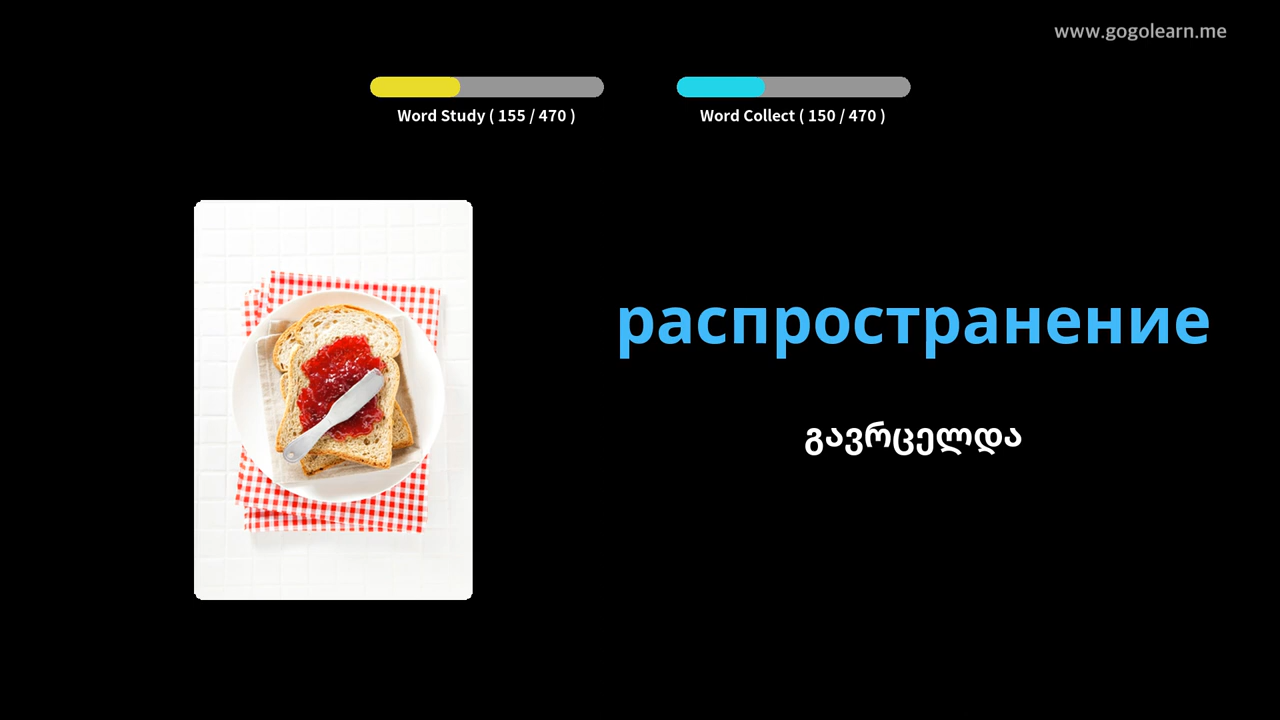 www.gogolearn.me
Word Study ( 155 / 470 )
Word Collect ( 150 / 470 )
распространение
გავრცელდა